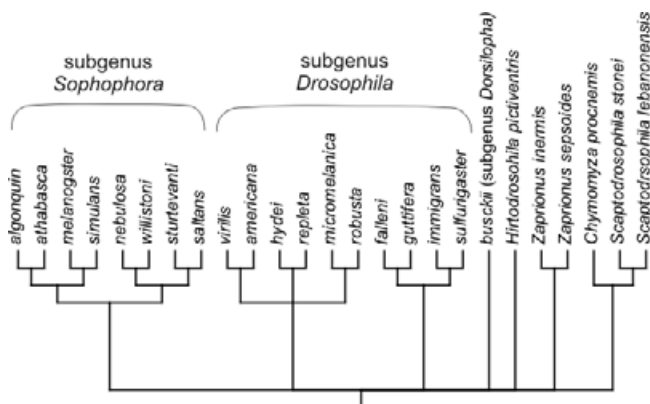 subgenus
Sophophora
subgenus
Drosophila
algonquin
athabasca
melanogster
simulans
nebulosa
willistoni
sturtevanti
saltans
virilis
americana
hydei
repleta
micromelanica
robusta
falleni
guttifera
immigrans
sulfurigaster
busckii (subgenus Dorsilopha)
Hirtodrosohila pictiventris
Zaprionus inermis
Zaprionus sepsoides
Chymomyza procnemis
Scaptodrosophila stonei
Scaptodrsophila lebanonensis